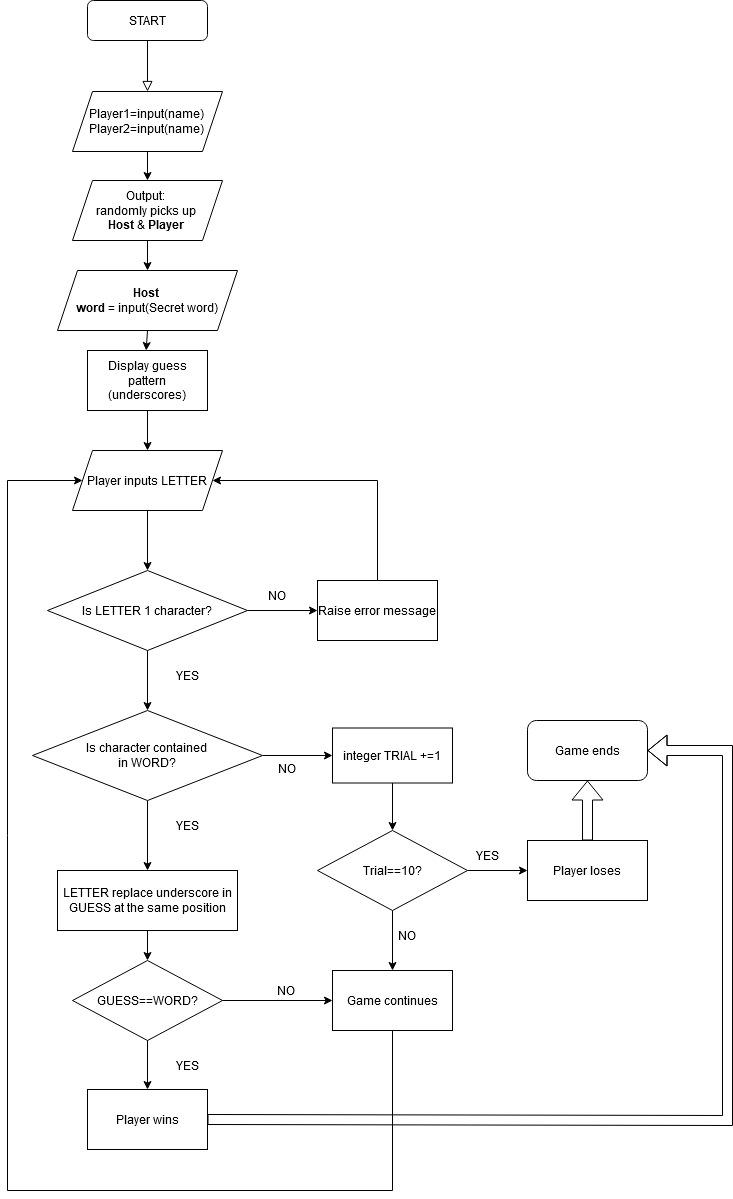 START
Player1=input(name)
Player2=input(name)
Output:
randomly picks up
Host & Player
Host
word = input(Secret word)
Display guess
pattern
(underscores)
Player inputs LETTER
Is LETTER 1 character?
NO
Raise error message
YES
Is character contained
in WORD?
NO
integer TRIAL +=1
Game ends
YES
Trial==10?
YES
Player loses
LETTER replace underscore in
GUESS at the same position
NO
GUESS==WORD?
NO
Game continues
YES
Player wins